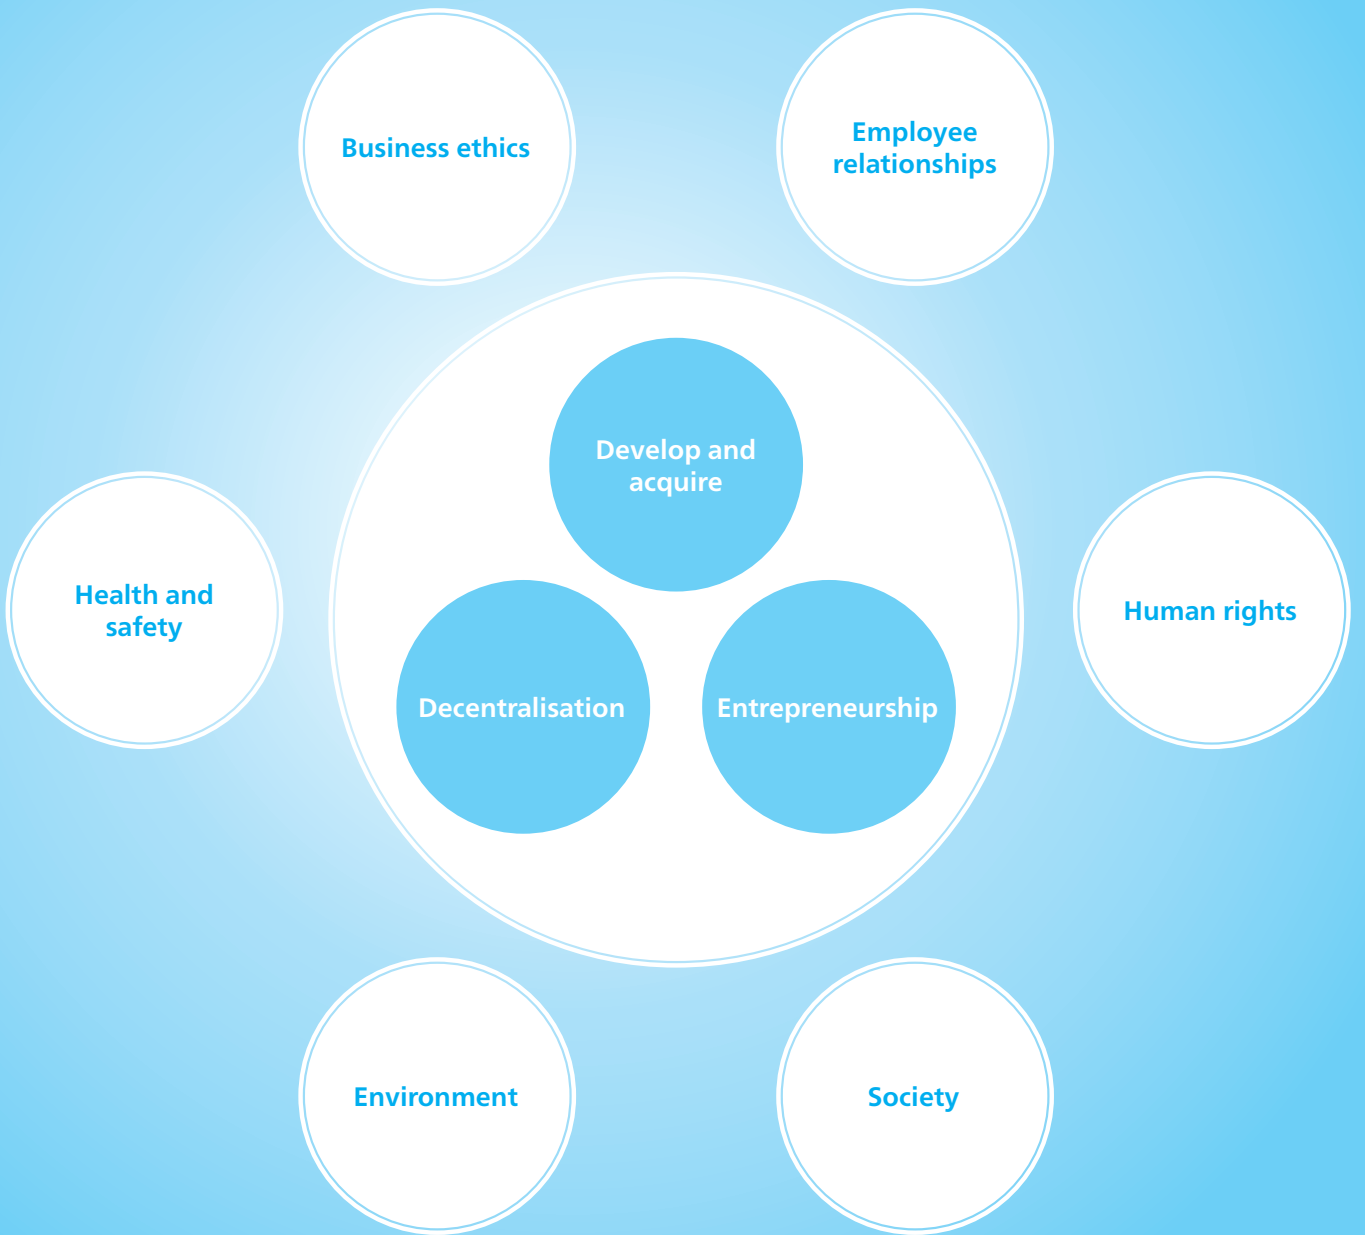 Business ethics
Employee
relationships
Develop and
acquire
Health and
safety
Human rights
Decentralisation
Entrepreneurship
Environment
Society